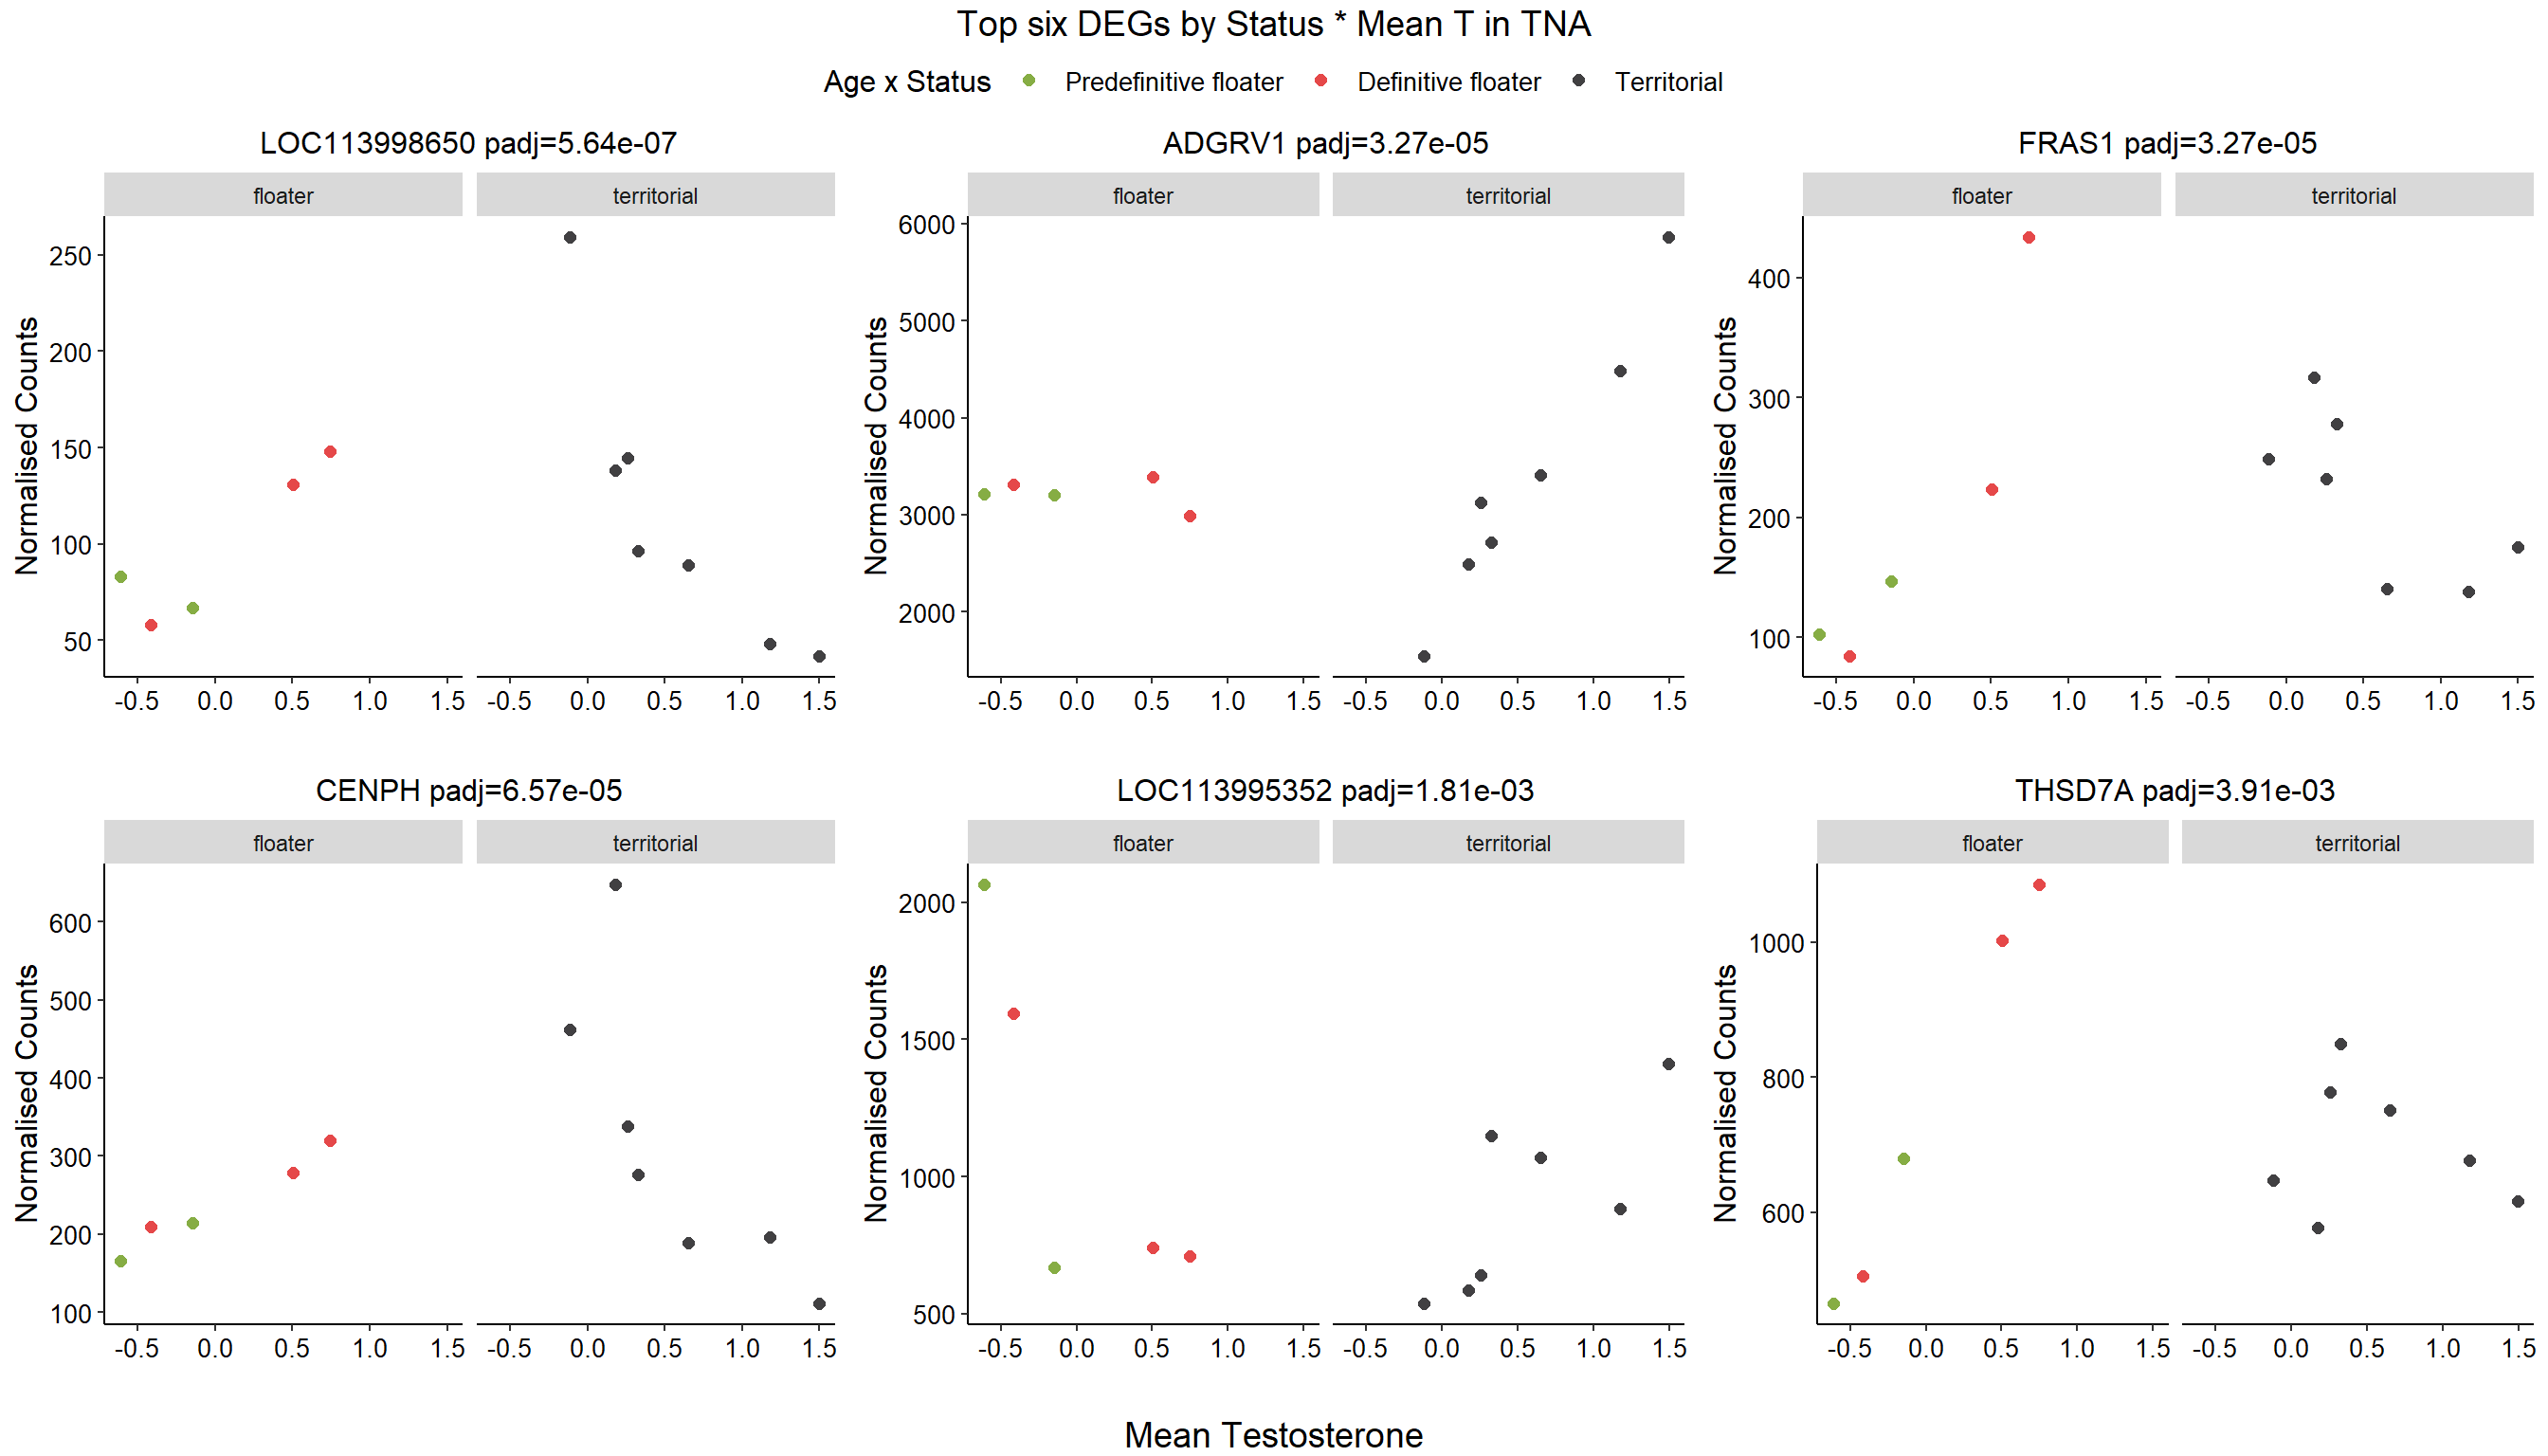 Top six DEGs by Status * Mean T in TNA
Age x Status Predefinitive floater Definitive floater Territorial
LOC113998650 padj=5.64e-07
floater territorial
Normalised Counts
250
200
150
100
50
-0.5 0.0 0.5 1.0 1.5 -0.5 0.0 0.5 1.0 1.5
ADGRV1 padj=3.27e-05
floater territorial
Normalised Counts
6000
5000
4000
3000
2000
-0.5 0.0 0.5 1.0 1.5 -0.5 0.0 0.5 1.0 1.5
FRAS1 padj=3.27e-05
floater territorial
Normalised Counts
400
300
200
100
-0.5 0.0 0.5 1.0 1.5 -0.5 0.0 0.5 1.0 1.5
CENPH padj=6.57e-05
floater territorial
Normalised Counts
600
500
400
300
200
100
-0.5 0.0 0.5 1.0 1.5 -0.5 0.0 0.5 1.0 1.5
LOC113995352 padj=1.81e-03
floater territorial
Normalised Counts
2000
1500
1000
500
-0.5 0.0 0.5 1.0 1.5 -0.5 0.0 0.5 1.0 1.5
THSD7A padj=3.91e-03
floater territorial
Normalised Counts
1000
800
600
-0.5 0.0 0.5 1.0 1.5 -0.5 0.0 0.5 1.0 1.5
Mean Testosterone